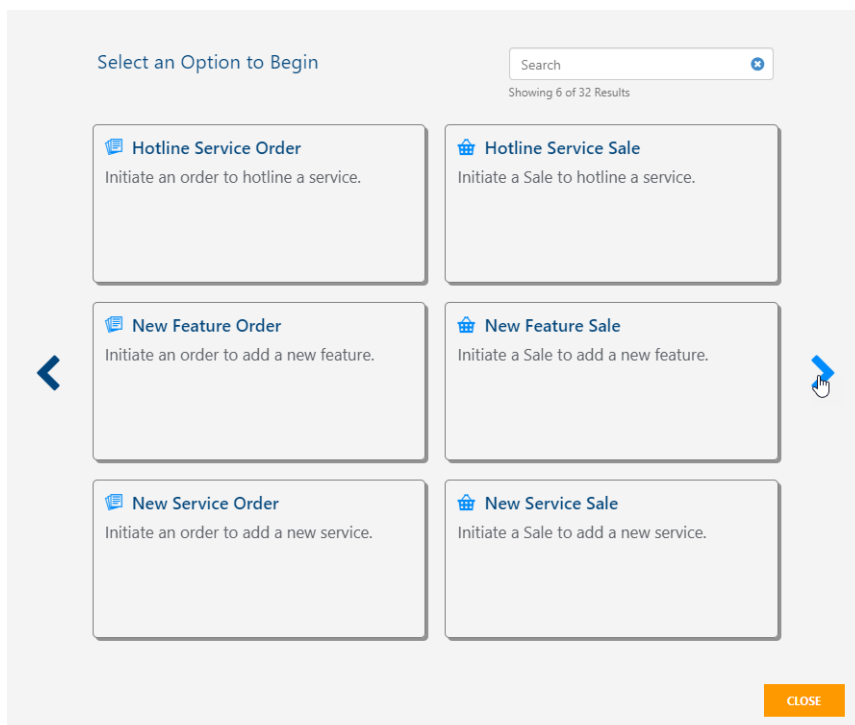 Select an Option to Begin
Search
Showing 6 of 32 Results
Hotline Service Order
Initiate an order to hotline a service.
Hotline Service Sale
Initiate a Sale to hotline a service.
New Feature Order
Initiate an order to add a new feature.
New Feature Sale
Initiate a Sale to add a new feature.
New Service Order
Initiate an order to add a new service.
New Service Sale
Initiate a Sale to add a new service.
CLOSE